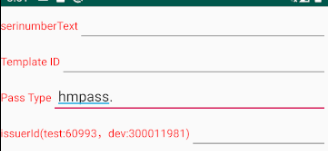 serinumberText
Template ID
Pass Type hmpass.
issuerId(test:60993，dev:300011981)